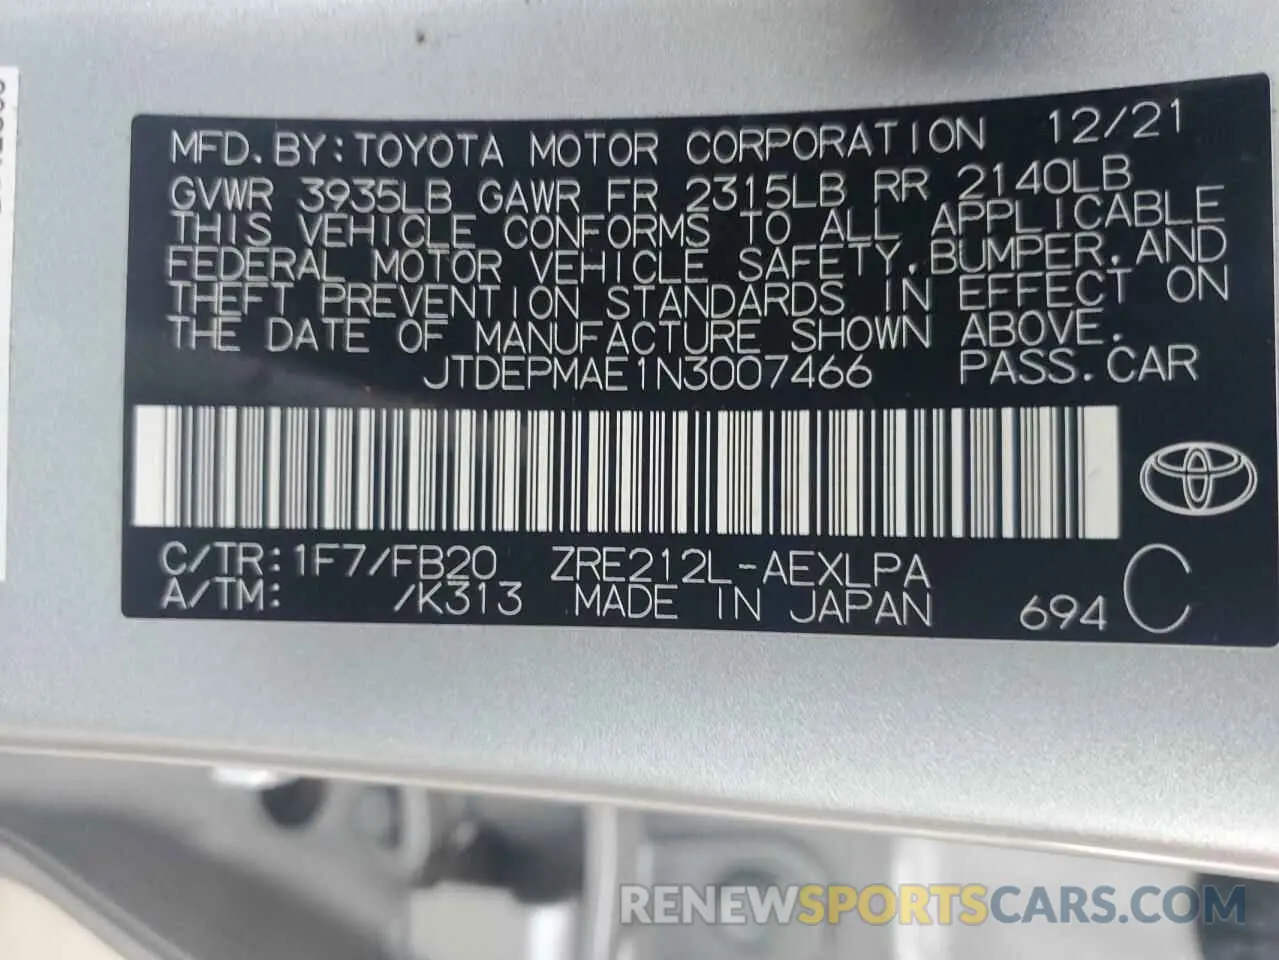 MFD. BY: TOYOTA MOTOR CORPORATION 12/21
GVWR 3935LB GAWR FR 2315LB RR 2140LB
THIS VEHICLE CONFORMS TO ALL APPLICABLE
FEDERAL MOTOR VEHICLE SAFETY, BUMPER, AND
THEFT PREVENTION STANDARDS IN EFFECT ON
THE DATE OF MANUFACTURE SHOWN ABOVE.
JTDEPMAE1N3007466 PASS. CAR
C/TR: 1F7/FB20 ZRE212L-AEXLPA
A/TM: /K313 MADE IN JAPAN 694 C
RENEWSPORTSCARS.COM